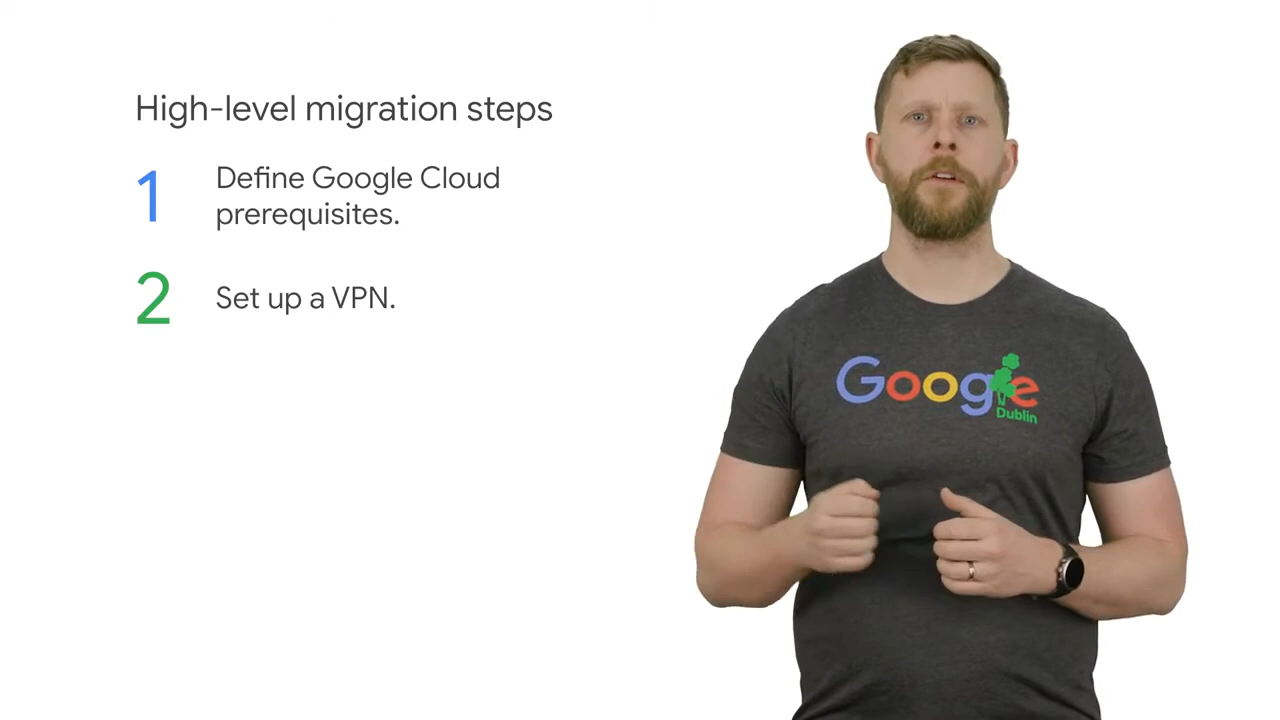 High-level migration steps
1
Define Google Cloud
prerequisites.
2
Set up a VPN.
Google
Dublin